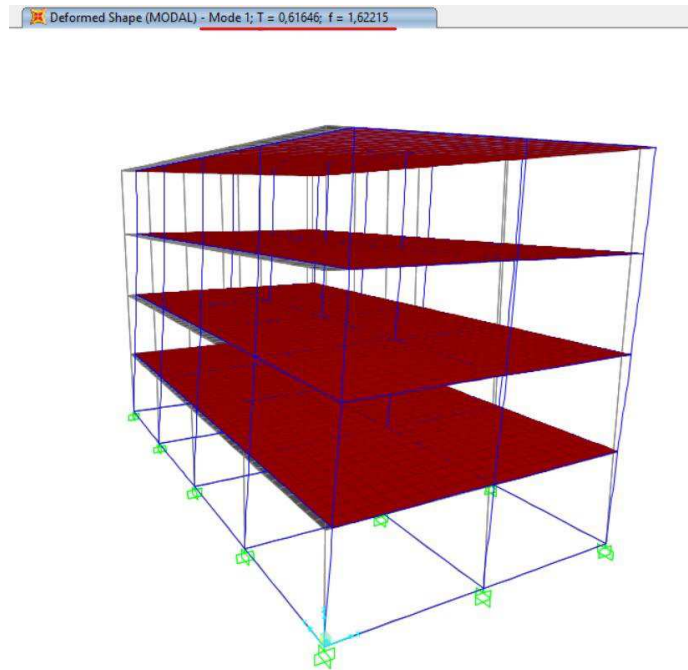 Deformed Shape (MODAL) - Mode 1; T = 0,61646; f = 1,62215